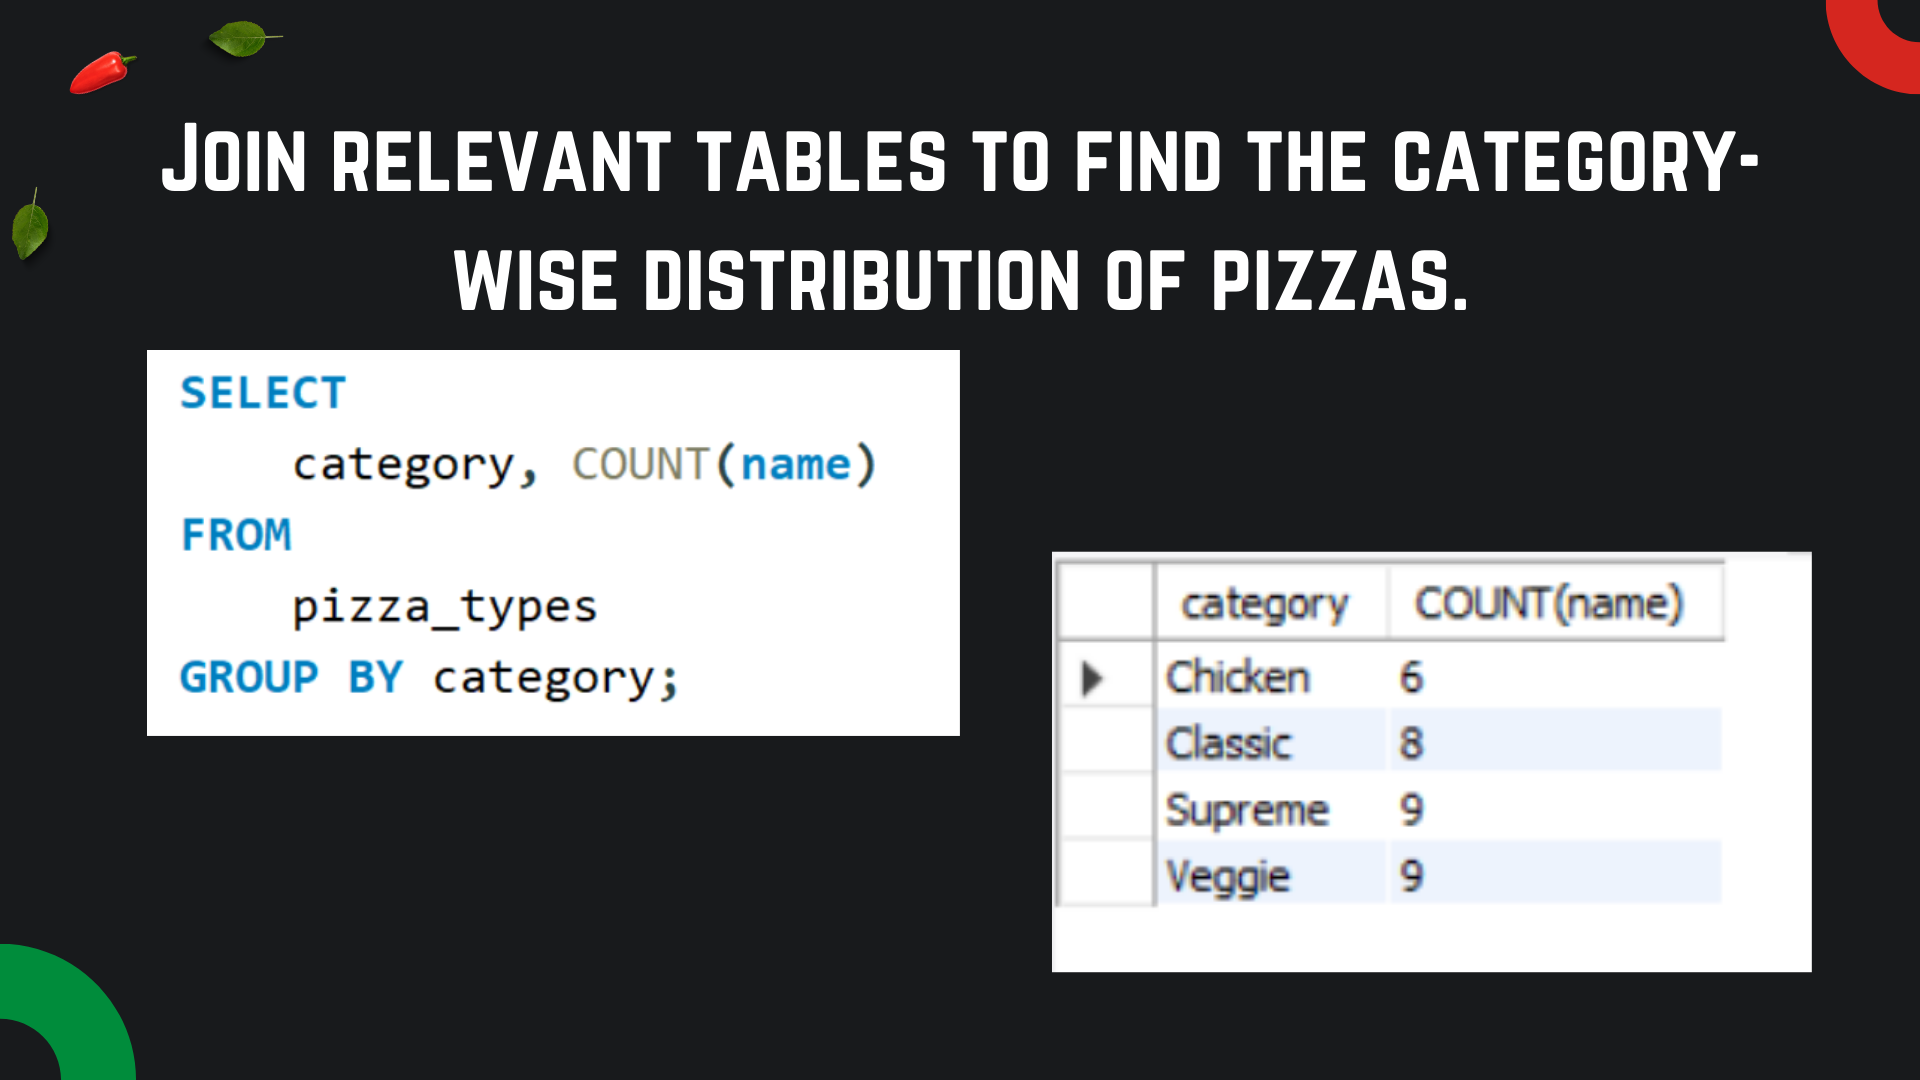 Join relevant tables to find the category-
wise distribution of pizzas.
SELECT
category, COUNT(name)
FROM
pizza_types
GROUP BY category;
category COUNT(name)
Chicken 6
Classic 8
Supreme 9
Veggie 9